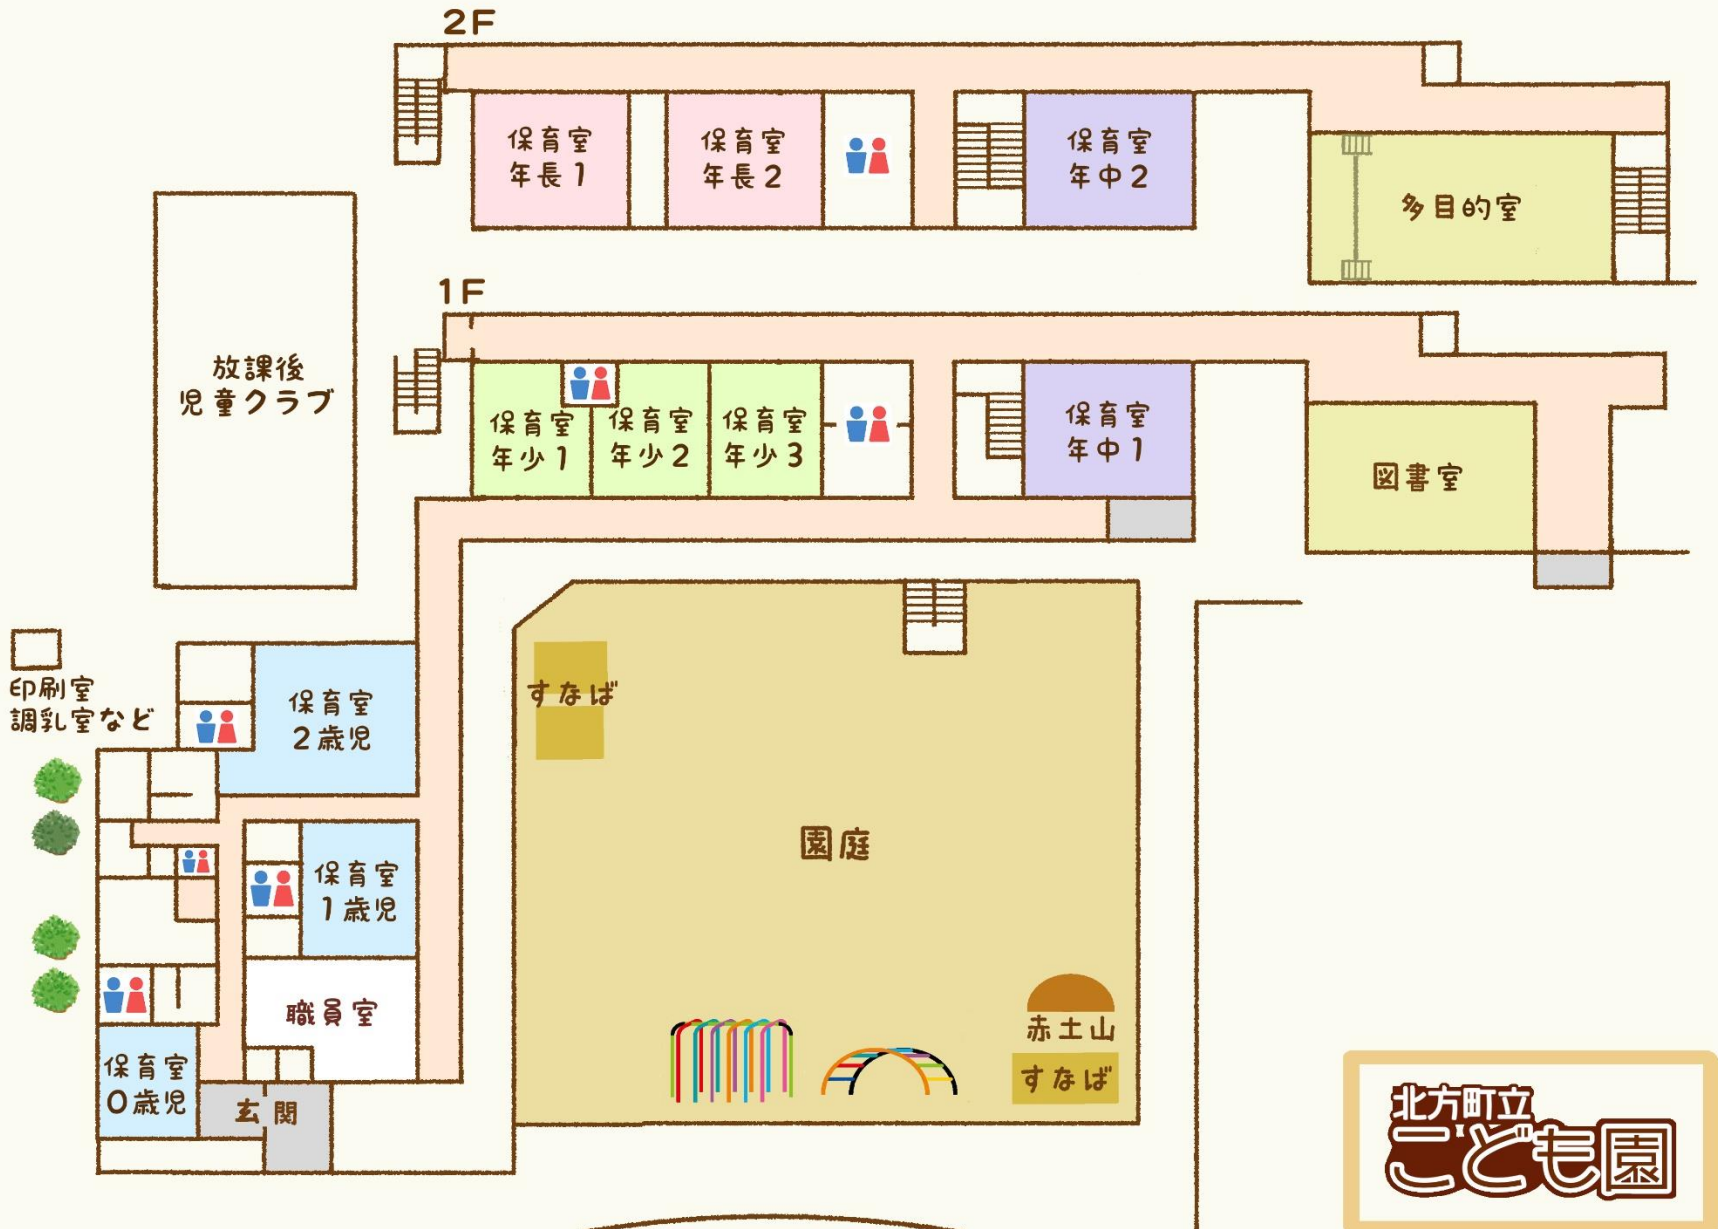 2F
保育室
年長1
保育室
年長2
保育室
年中2
多目的室
1F
放課後
児童クラブ
保育室
年少1
保育室
年少2
保育室
年少3
保育室
年中1
図書室
印刷室
調乳室など
保育室
2歳児
すなば
園庭
保育室
1歳児
職員室
赤土山
すなば
保育室
0歳児
玄関
北方町立
こども園